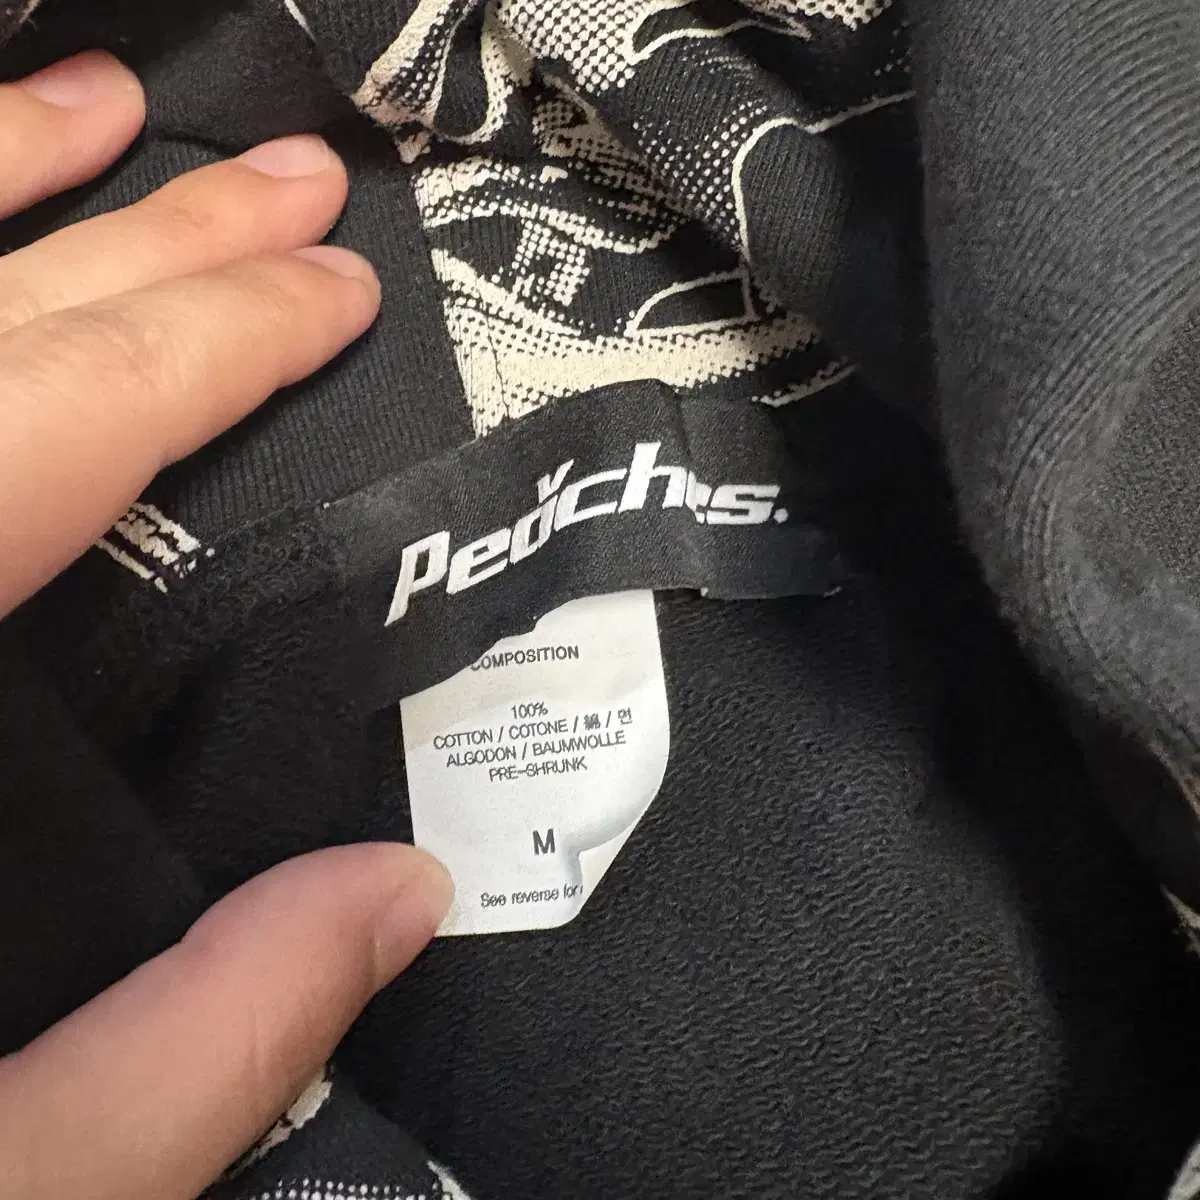 Peaches.
COMPOSITION
100%
COTTON / COTONE / 綿 / 면
ALGODON / BAUMWOLLE
PRE-SHRUNK
M
See reverse for